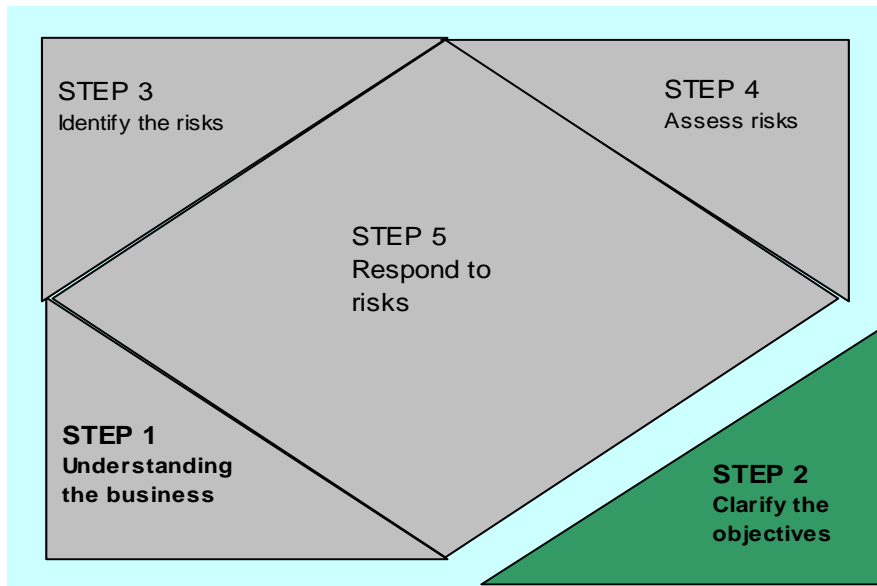 STEP 3
Identify the risks
STEP 4
Assess risks
STEP 5
Respond to
risks
STEP 1
Understanding
the business
STEP 2
Clarify the
objectives